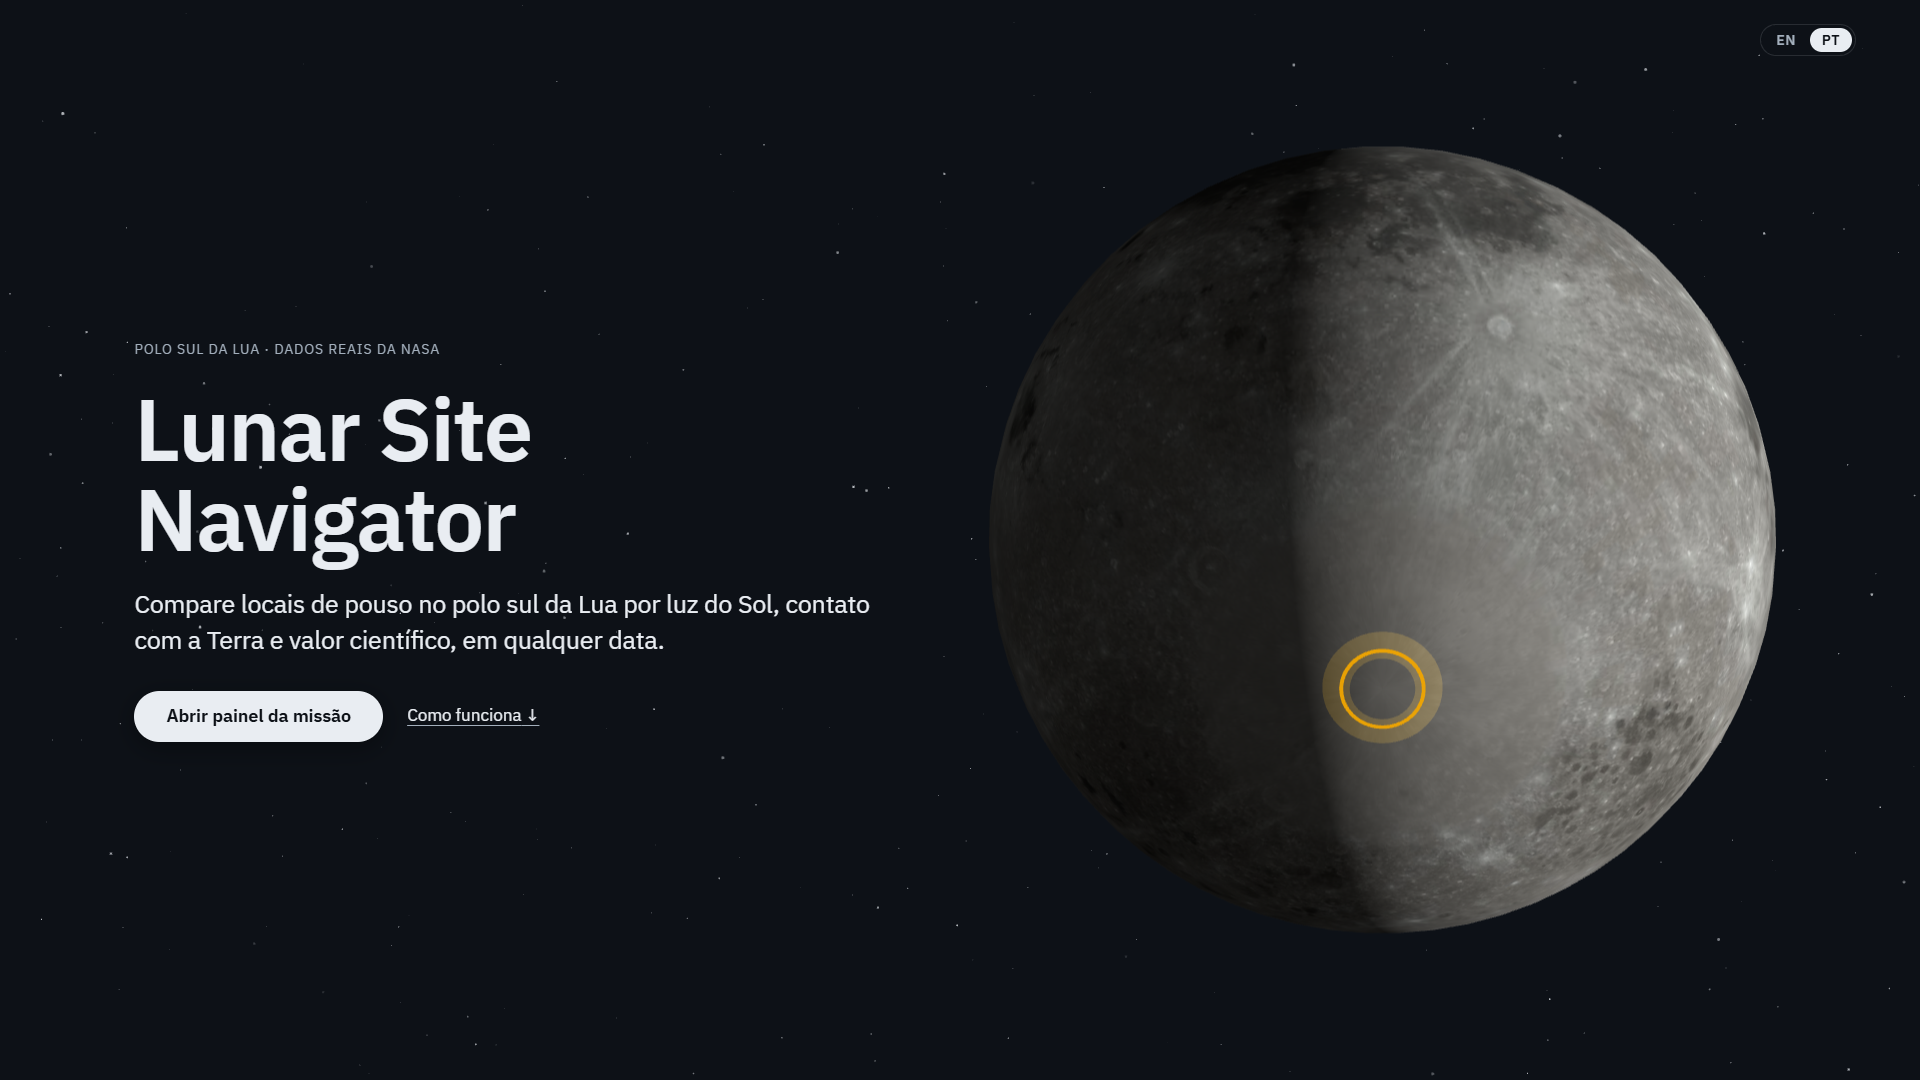 EN PT
POLO SUL DA LUA · DADOS REAIS DA NASA
Lunar Site
Navigator
Compare locais de pouso no polo sul da Lua por luz do Sol, contato
com a Terra e valor científico, em qualquer data.
Abrir painel da missão
Como funciona ↓